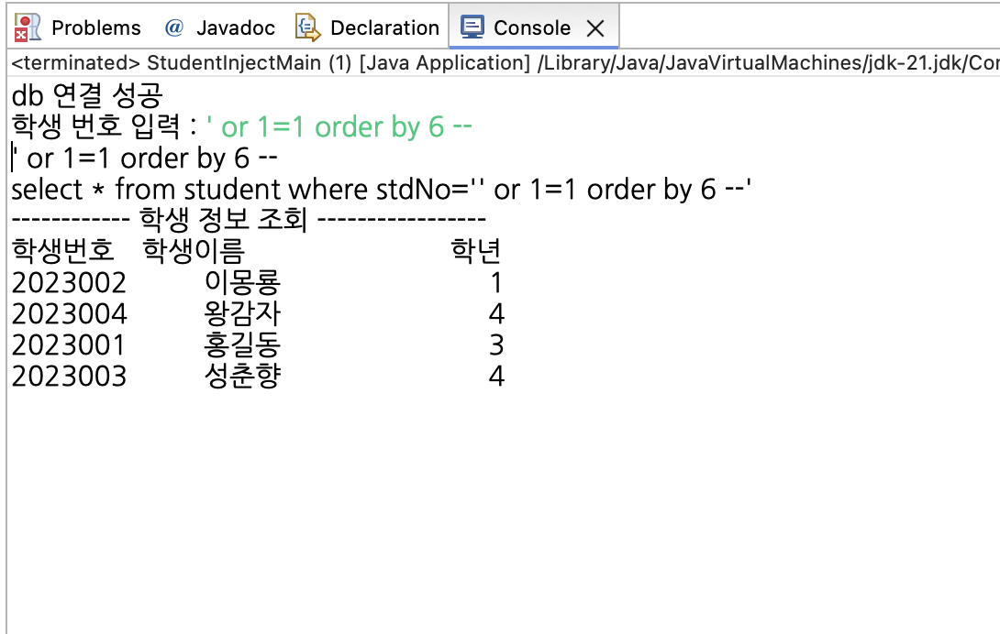 Problems @ Javadoc Declaration Console
<terminated> StudentInjectMain (1) [Java Application] /Library/Java/JavaVirtualMachines/jdk-21.jdk/Cor
db 연결 성공
학생 번호 입력 : ' or 1=1 order by 6 --
' or 1=1 order by 6 --
select * from student where stdNo='' or 1=1 order by 6 --'
------------ 학생 정보 조회 -----------------
학생번호 학생이름 학년
2023002 이몽룡 1
2023004 왕감자 4
2023001 홍길동 3
2023003 성춘향 4